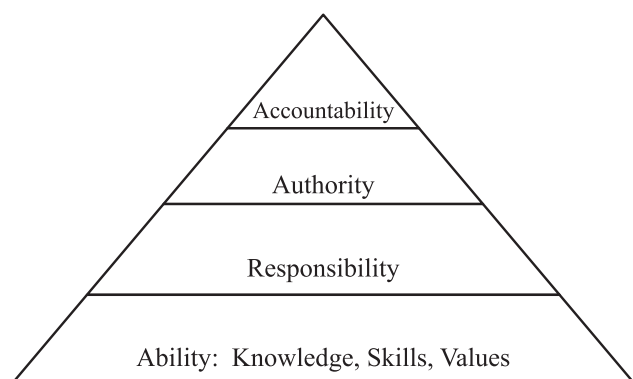 Accountability
Authority
Responsibility
Ability:  Knowledge, Skills, Values